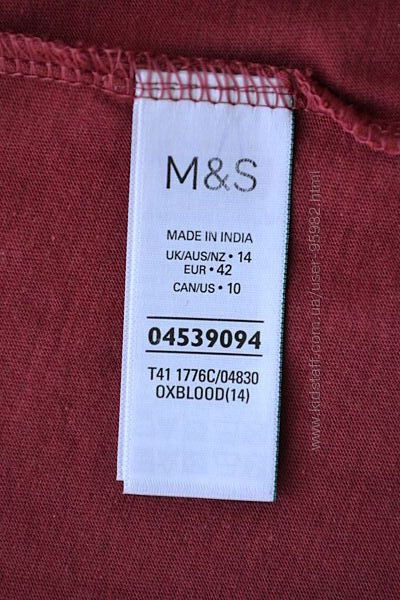 M&S
MADE IN INDIA
UK/AUS/NZ • 14
EUR • 42
CAN/US • 10
04539094
T41 1776C/04830
OXBLOOD(14)
www.kidstaff.com.ua/user-95982.html